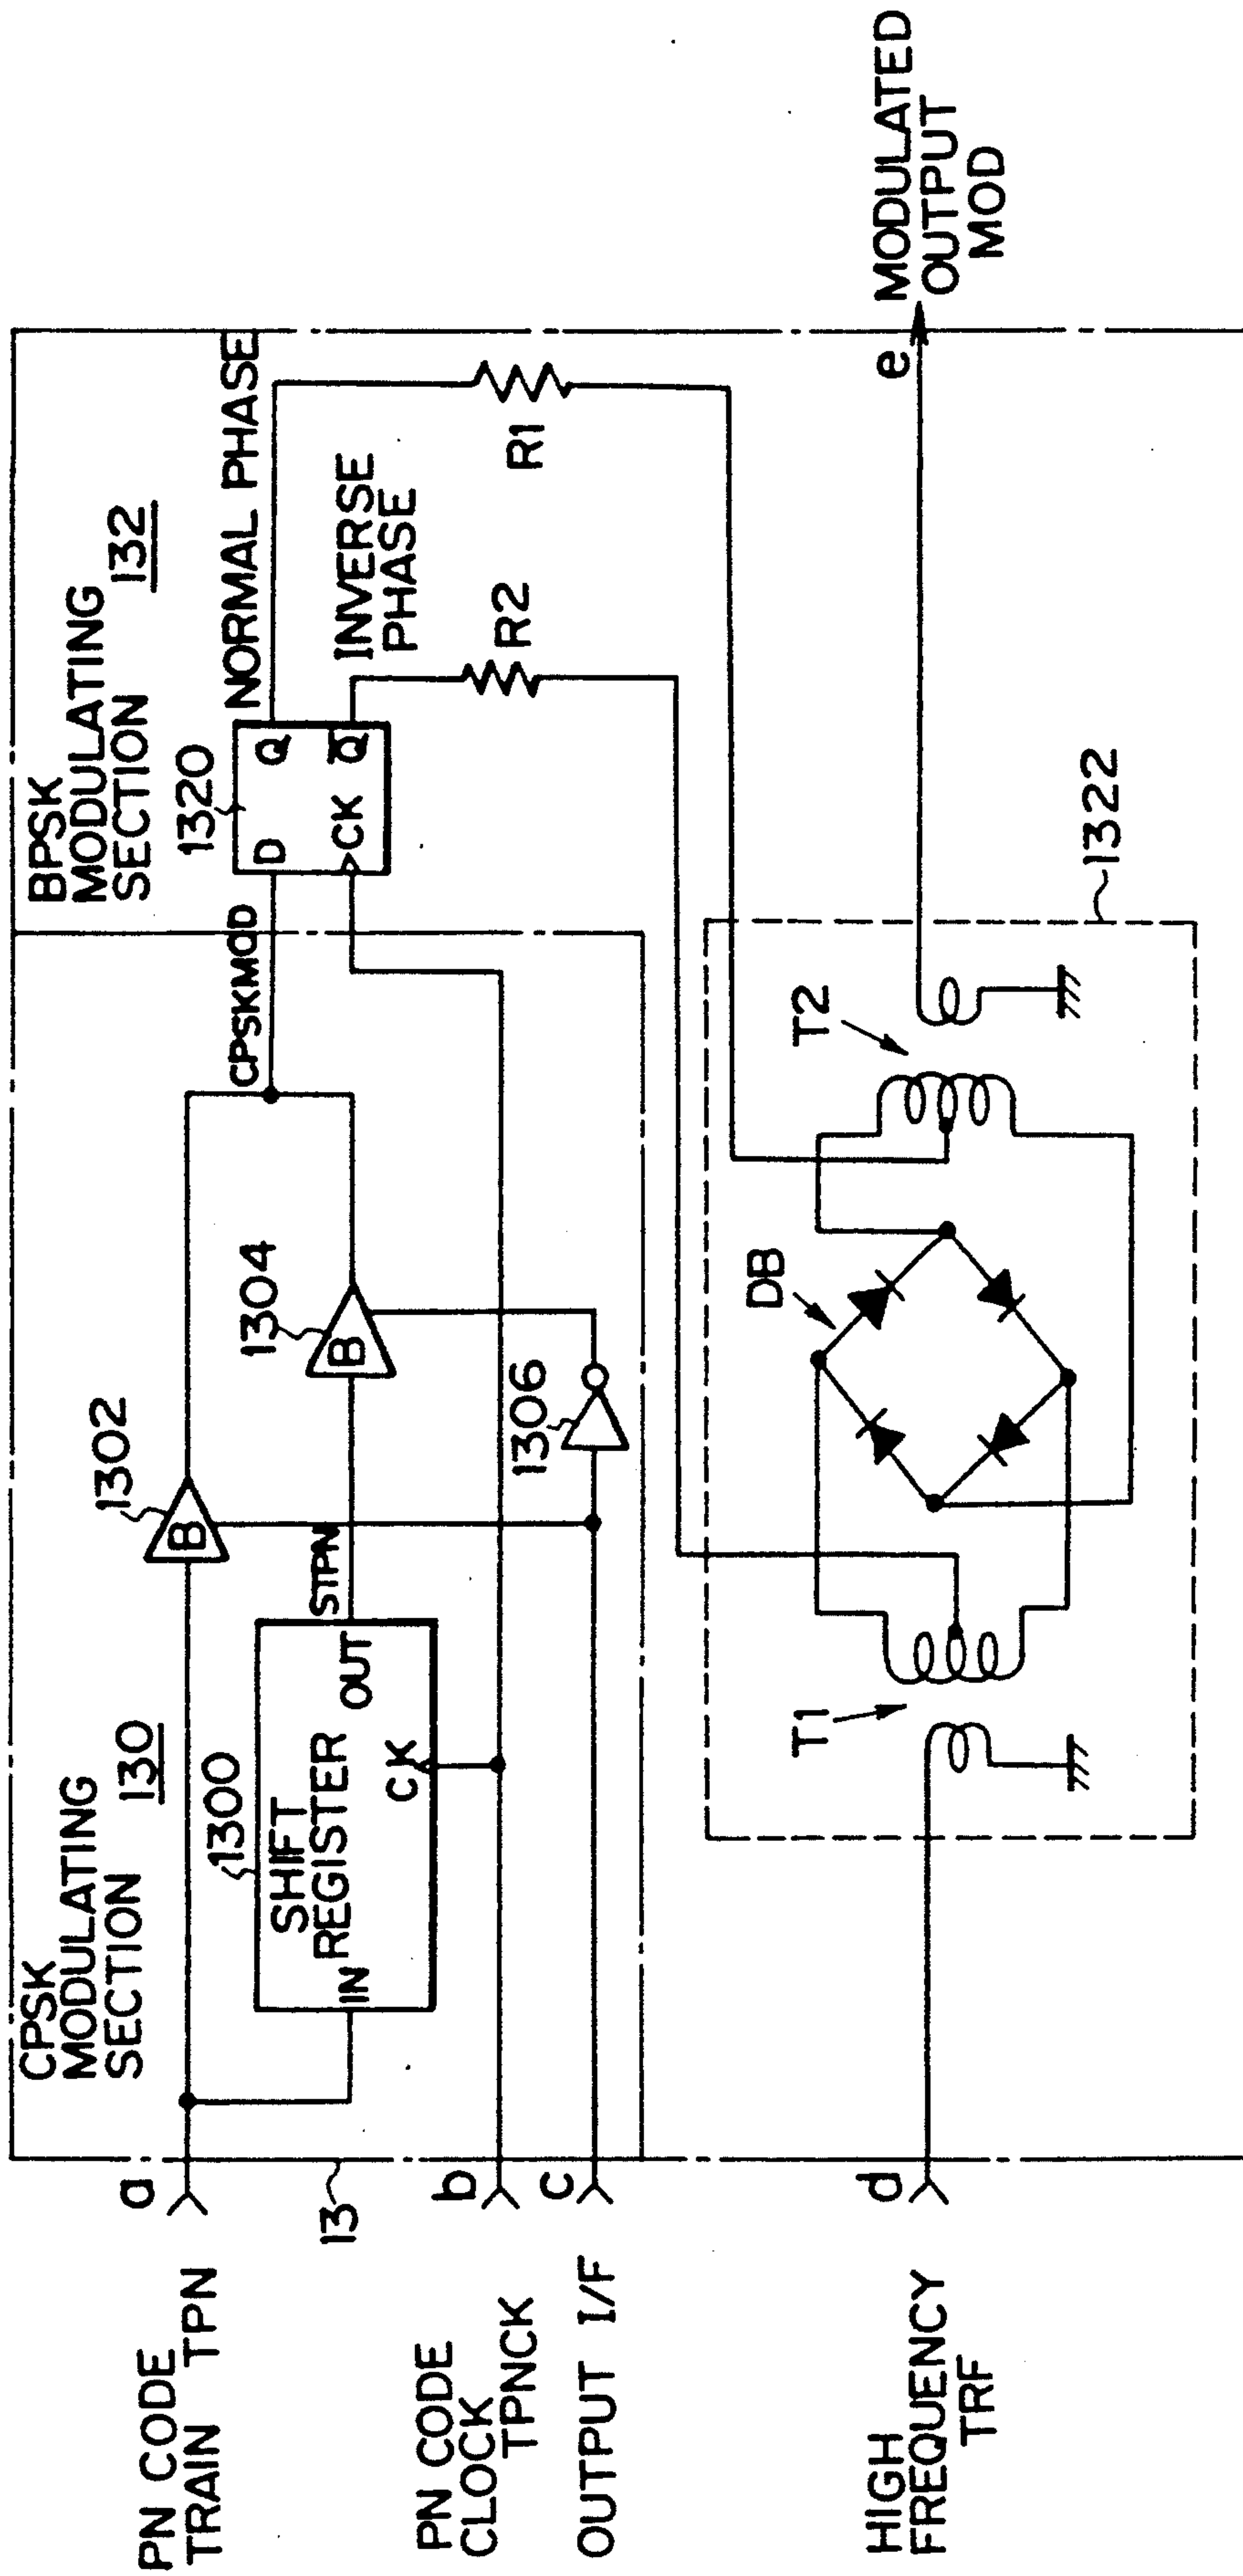 CPSK
MODULATING
SECTION 130
BPSK
MODULATING
SECTION 132
PN CODE
TRAIN TPN
a
1302
B
1300
SHIFT
REGISTER
IN
OUT
CK
STPN
1304
B
1306
CPSKMOD
1320
D
Q
CK
Q̅
NORMAL PHASE
INVERSE
PHASE
R1
R2
13
PN CODE
CLOCK
TPNCK
b
OUTPUT I/F
c
HIGH
FREQUENCY
TRF
d
T1
DB
T2
1322
e
MODULATED
OUTPUT
MOD